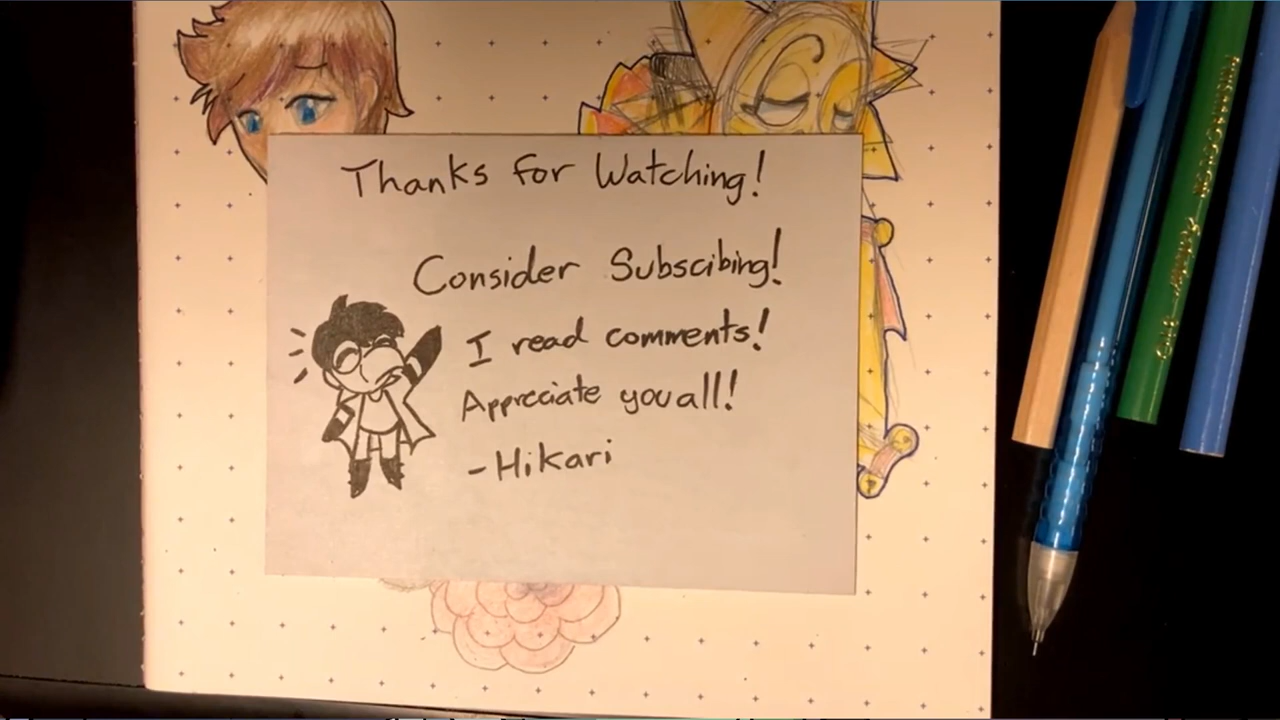 Thanks for Watching!
Consider Subscibing!
I read comments!
Appreciate you all!
-Hikari